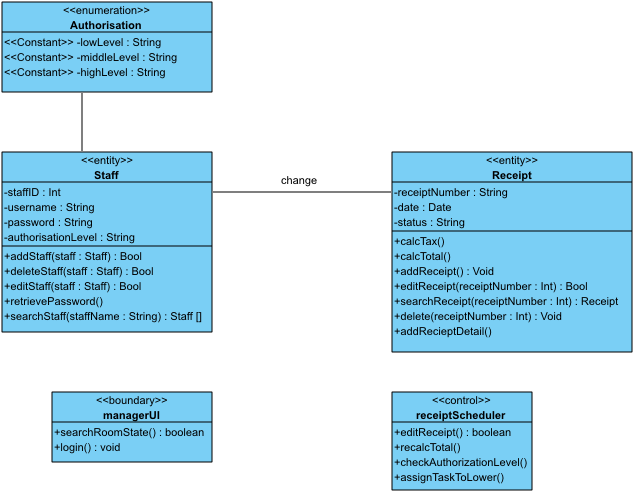 <<enumeration>>
Authorisation
<<Constant>> -lowLevel : String
<<Constant>> -middleLevel : String
<<Constant>> -highLevel : String
<<entity>>
Staff
-staffID : Int
-username : String
-password : String
-authorisationLevel : String
+addStaff(staff : Staff) : Bool
+deleteStaff(staff : Staff) : Bool
+editStaff(staff : Staff) : Bool
+retrievePassword()
+searchStaff(staffName : String) : Staff []
change
<<entity>>
Receipt
-receiptNumber : String
-date : Date
-status : String
+calcTax()
+calcTotal()
+addReceipt() : Void
+editReceipt(receiptNumber : Int) : Bool
+searchReceipt(receiptNumber : Int) : Receipt
+delete(receiptNumber : Int) : Void
+addRecieptDetail()
<<boundary>>
managerUI
+searchRoomState() : boolean
+login() : void
<<control>>
receiptScheduler
+editReceipt() : boolean
+recalcTotal()
+checkAuthorizationLevel()
+assignTaskToLower()